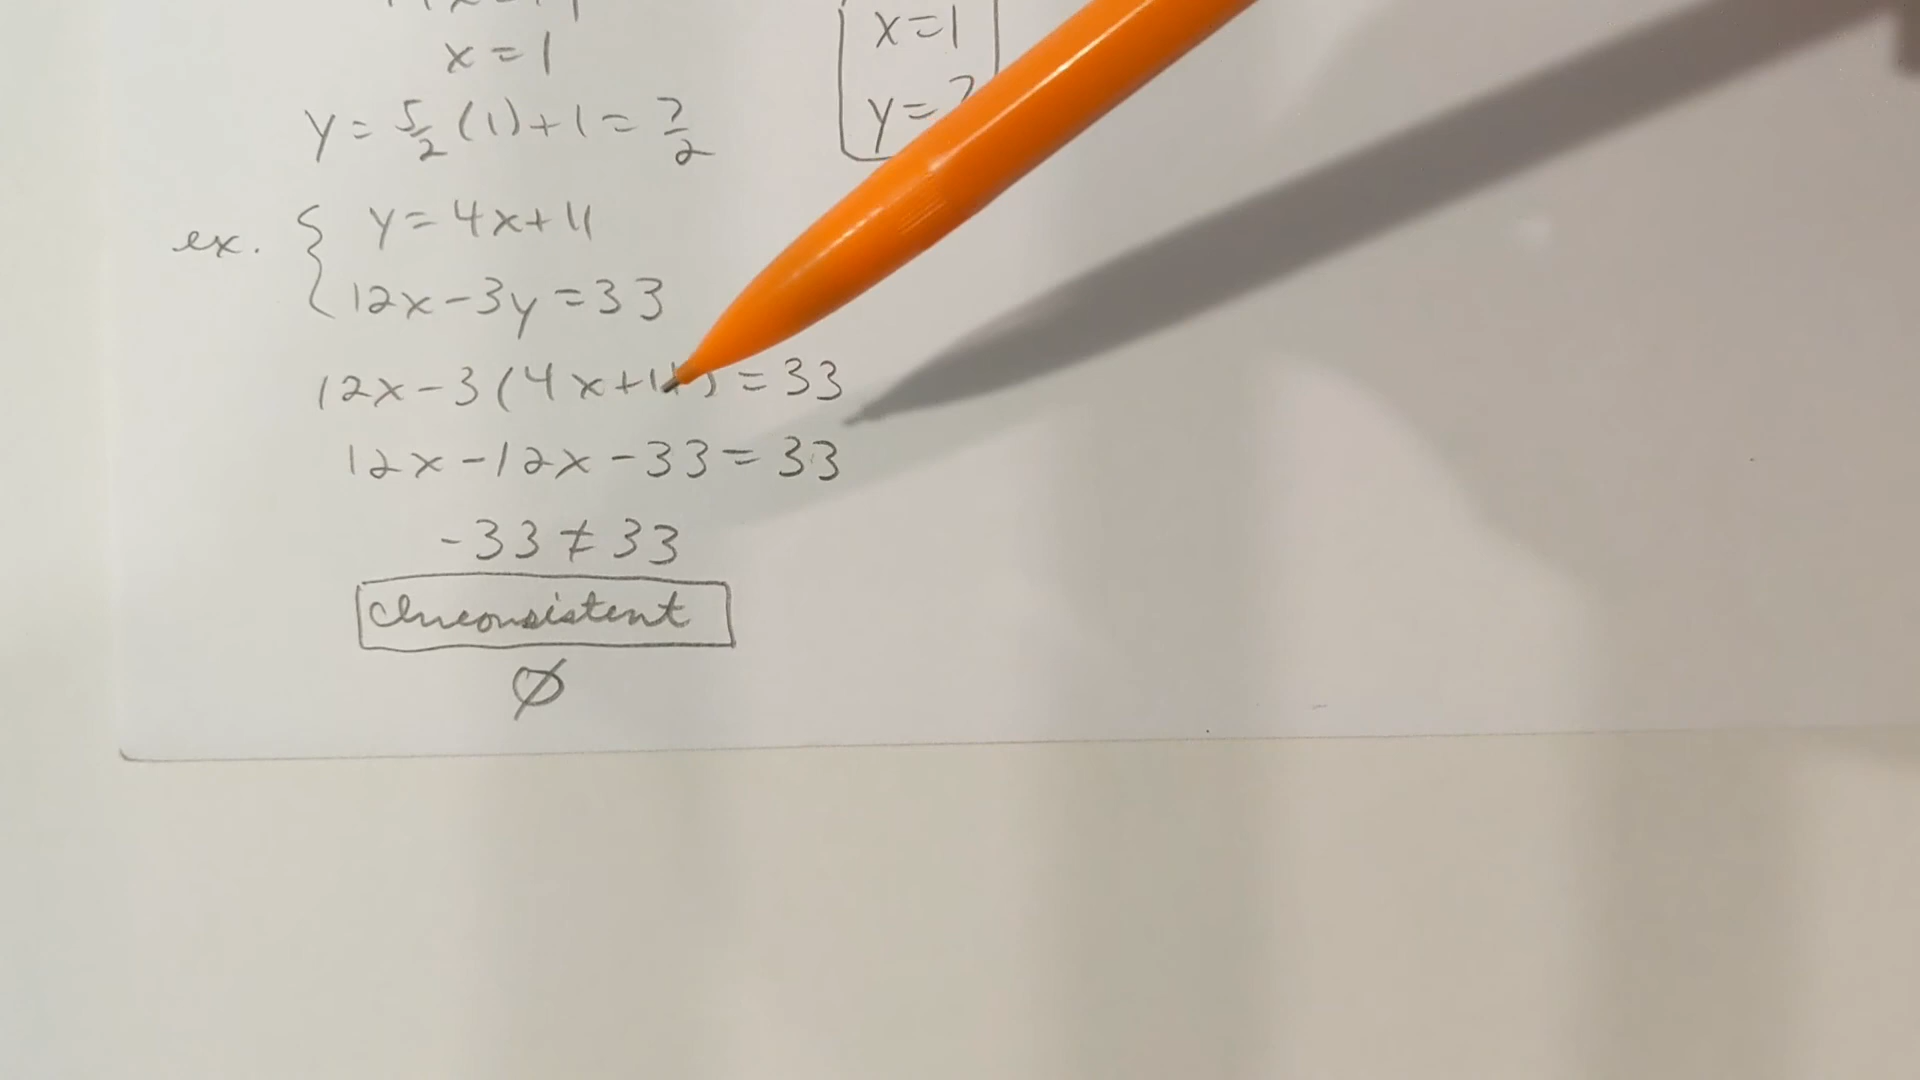 x = 1
y = 5/2 (1) + 1 = 7/2
x = 1
y =
ex. { y = 4x + 11
12x - 3y = 33
12x - 3(4x + 11) = 33
12x - 12x - 33 = 33
-33 ≠ 33
Inconsistent
∅